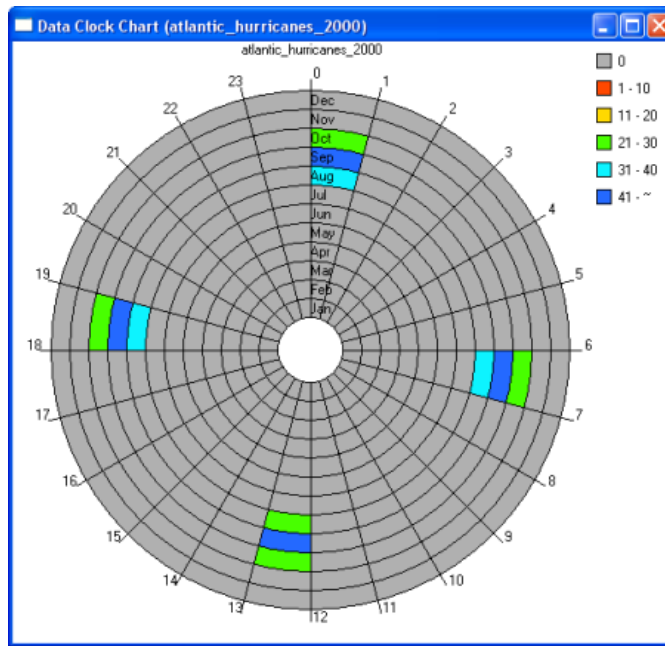 Data Clock Chart (atlantic_hurricanes_2000)
atlantic_hurricanes_2000
0
1
2
3
4
5
6
7
8
9
10
11
12
13
14
15
16
17
18
19
20
21
22
23
Dec
Nov
Oct
Sep
Aug
Jul
Jun
May
Apr
Mar
Feb
Jan
0
1 - 10
11 - 20
21 - 30
31 - 40
41 - ~